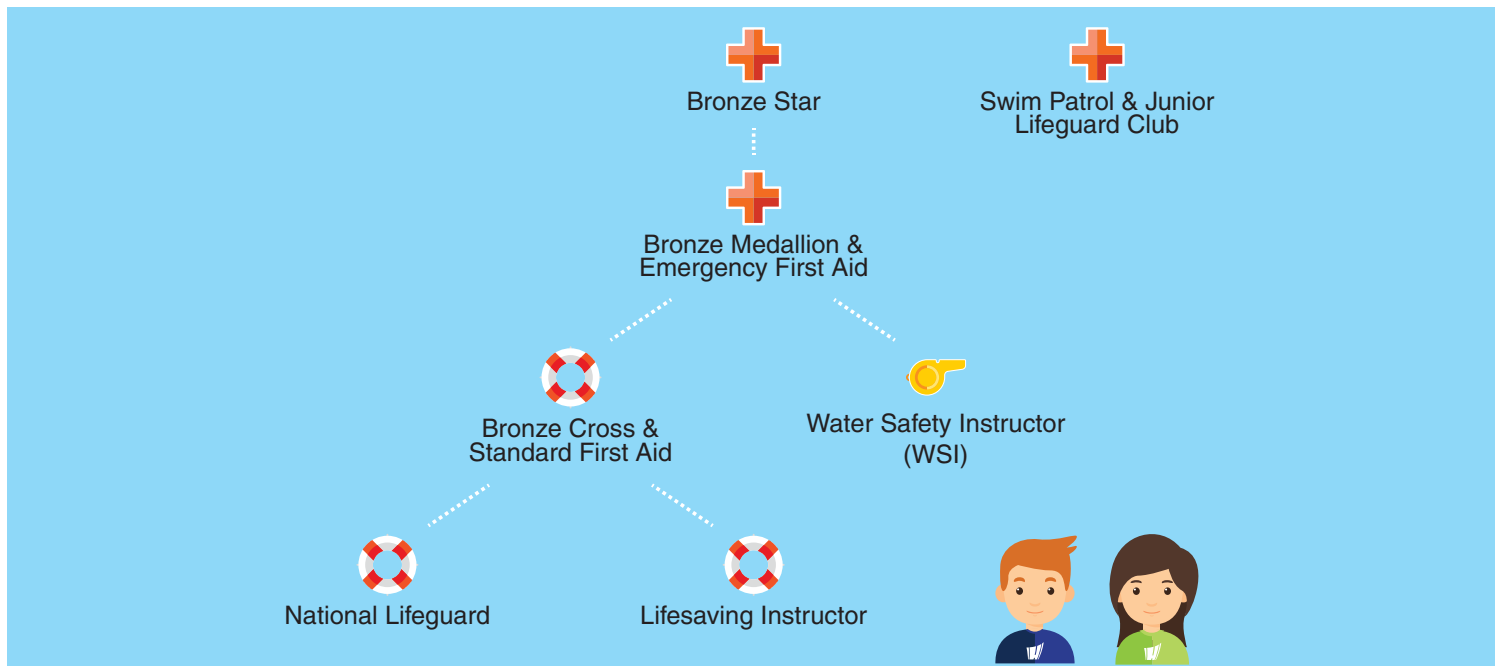 Bronze Star
Swim Patrol & Junior
Lifeguard Club
Bronze Medallion &
Emergency First Aid
Bronze Cross &
Standard First Aid
Water Safety Instructor
(WSI)
National Lifeguard
Lifesaving Instructor